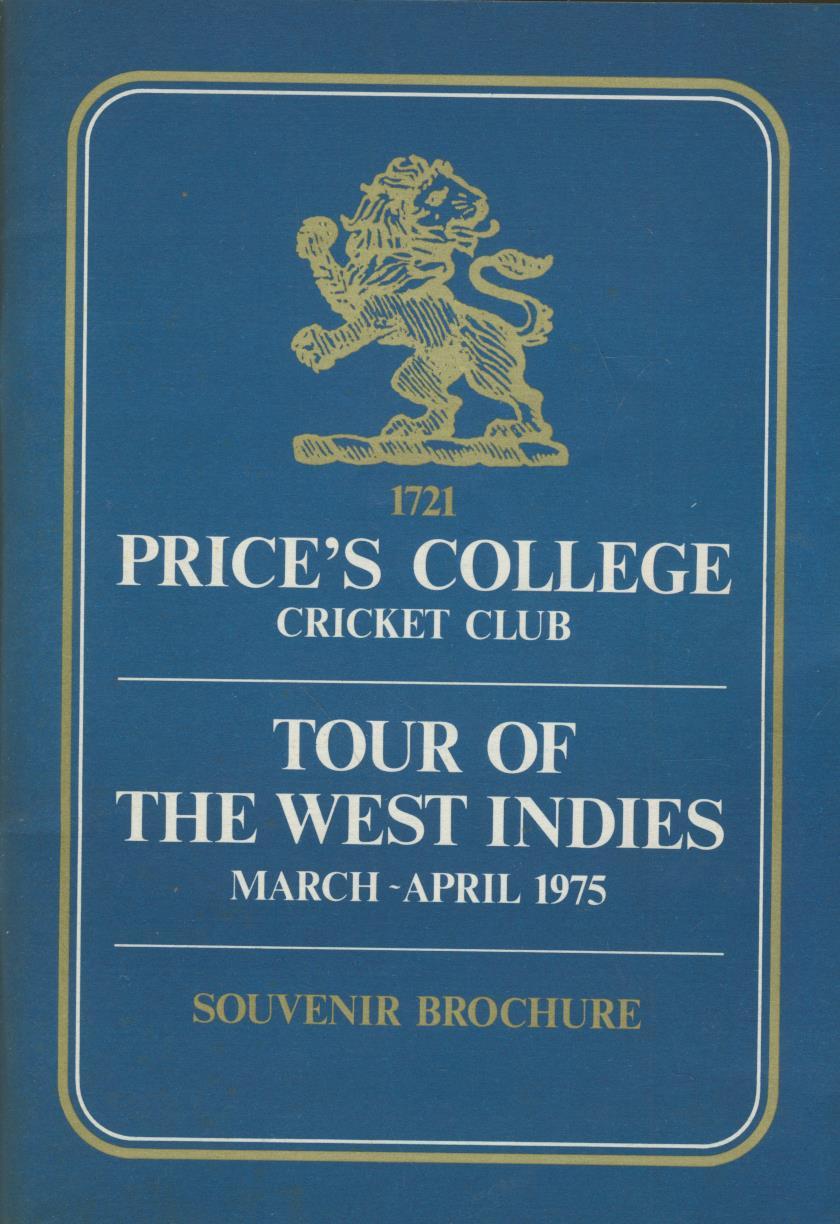 1721
PRICE'S COLLEGE
CRICKET CLUB
TOUR OF
THE WEST INDIES
MARCH ~ APRIL 1975
SOUVENIR BROCHURE